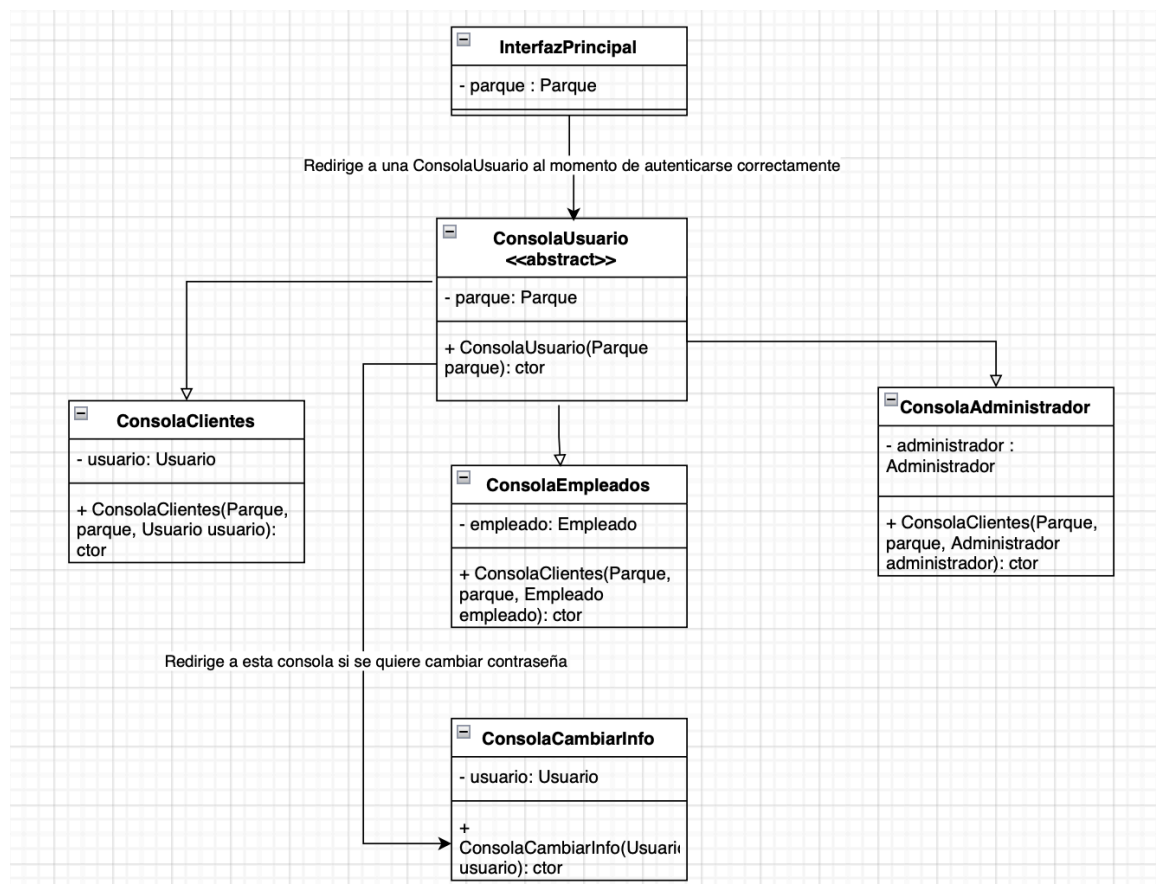 InterfazPrincipal
- parque : Parque
Redirige a una ConsolaUsuario al momento de autenticarse correctamente
ConsolaUsuario
<<abstract>>
- parque: Parque
+ ConsolaUsuario(Parque
parque): ctor
ConsolaClientes
- usuario: Usuario
+ ConsolaClientes(Parque,
parque, Usuario usuario):
ctor
ConsolaEmpleados
- empleado: Empleado
+ ConsolaClientes(Parque,
parque, Empleado
empleado): ctor
ConsolaAdministrador
- administrador :
Administrador
+ ConsolaClientes(Parque,
parque, Administrador
administrador): ctor
Redirige a esta consola si se quiere cambiar contraseña
ConsolaCambiarInfo
- usuario: Usuario
+
ConsolaCambiarInfo(Usuari
usuario): ctor